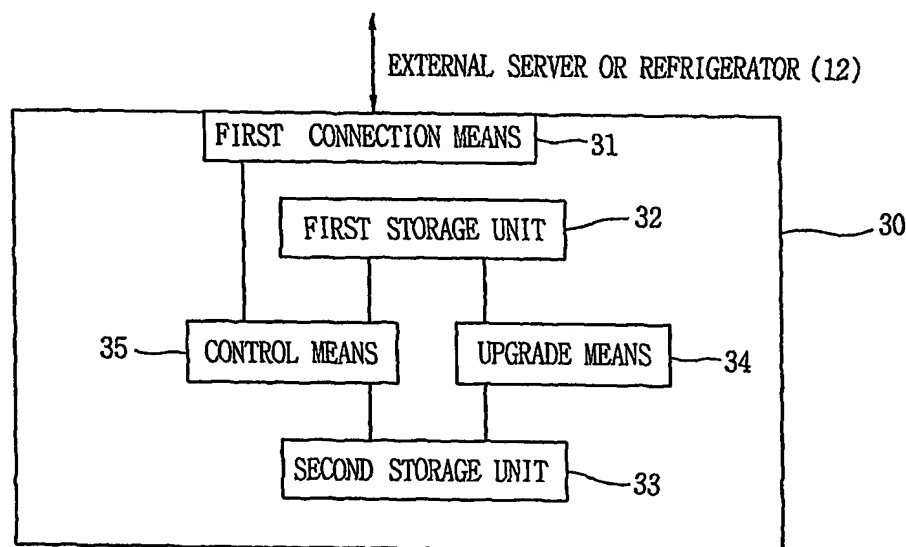 EXTERNAL SERVER OR REFRIGERATOR (12)
FIRST CONNECTION MEANS
31
FIRST STORAGE UNIT
32
30
35
CONTROL MEANS
UPGRADE MEANS
34
SECOND STORAGE UNIT
33